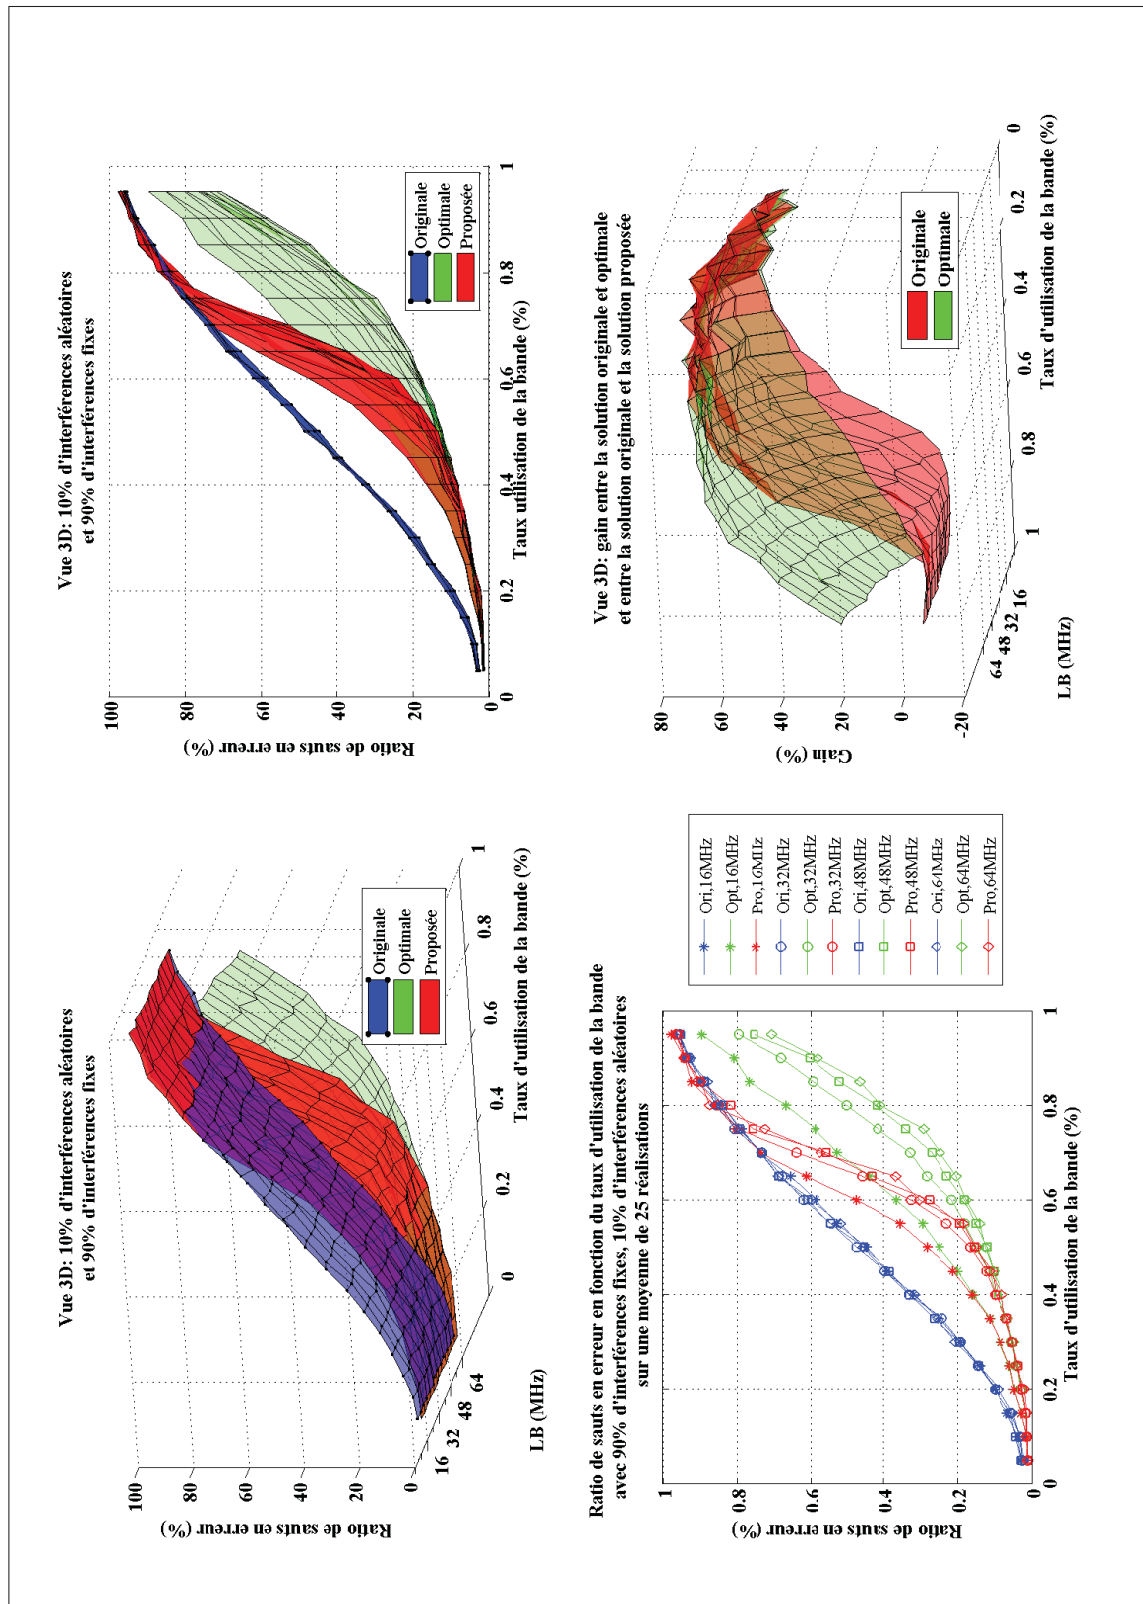 Vue 3D: 10% d'interférences aléatoires
et 90% d'interférences fixes
Ratio de sauts en erreur (%)
100
80
60
40
20
0
16
32
48
64
LB (MHz)
0
0.2
0.4
0.6
0.8
1
Taux d'utilisation de la bande (%)
Originale
Optimale
Proposée
Vue 3D: 10% d'interférences aléatoires
et 90% d'interférences fixes
Ratio de sauts en erreur (%)
100
80
60
40
20
0
0
0.2
0.4
0.6
0.8
1
Taux utilisation de la bande (%)
Originale
Optimale
Proposée
Ratio de sauts en erreur en fonction du taux d'utilisation de la bande
avec 90% d'interférences fixes, 10% d'interférences aléatoires
sur une moyenne de 25 réalisations
Ratio de sauts en erreur (%)
1
0.8
0.6
0.4
0.2
0
0
0.2
0.4
0.6
0.8
1
Taux d'utilisation de la bande (%)
Ori,16MHz
Opt,16MHz
Pro,16MHz
Ori,32MHz
Opt,32MHz
Pro,32MHz
Ori,48MHz
Opt,48MHz
Pro,48MHz
Ori,64MHz
Opt,64MHz
Pro,64MHz
Vue 3D: gain entre la solution originale et optimale
et entre la solution originale et la solution proposée
Gain (%)
80
60
40
20
0
-20
64
48
32
16
LB (MHz)
1
0.8
0.6
0.4
0.2
0
Taux d'utilisation de la bande (%)
Originale
Optimale